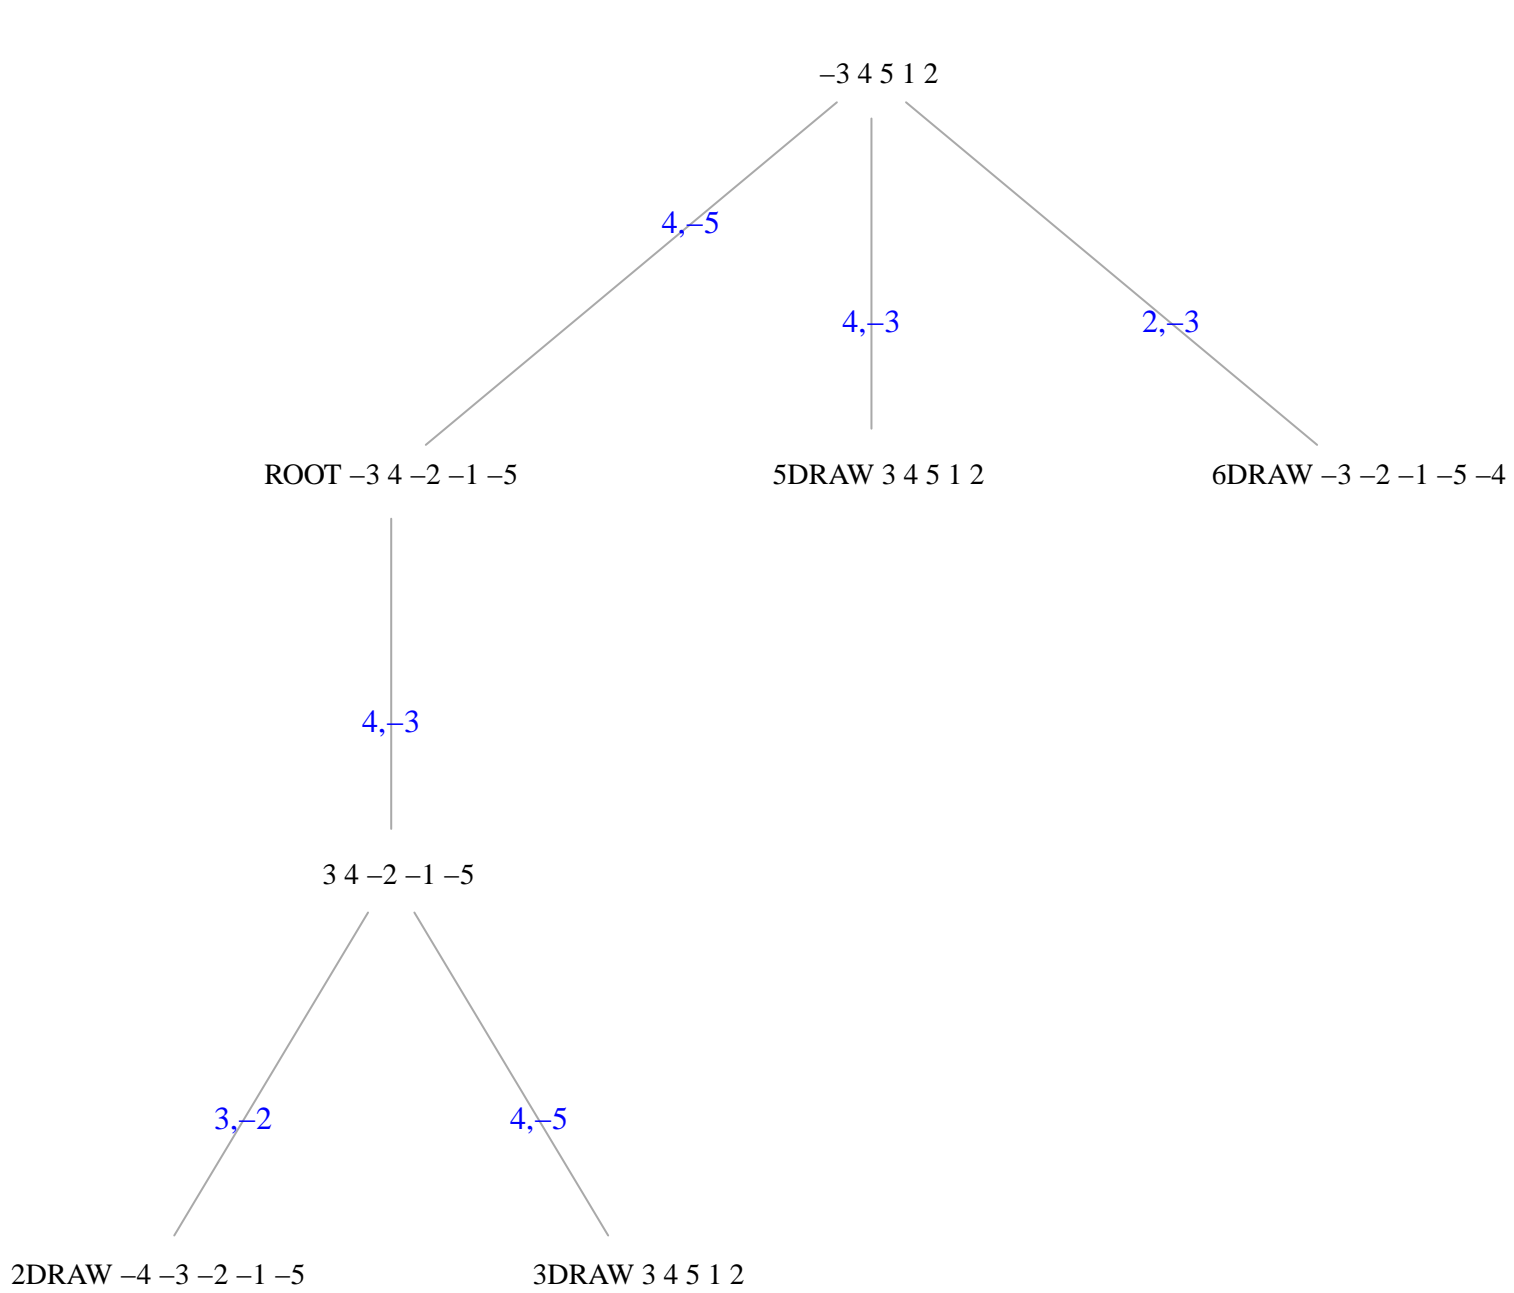 –3 4 5 1 2
4,–5
4,–3
2,–3
ROOT –3 4 –2 –1 –5
5DRAW 3 4 5 1 2
6DRAW –3 –2 –1 –5 –4
4,–3
3 4 –2 –1 –5
3,–2
4,–5
2DRAW –4 –3 –2 –1 –5
3DRAW 3 4 5 1 2